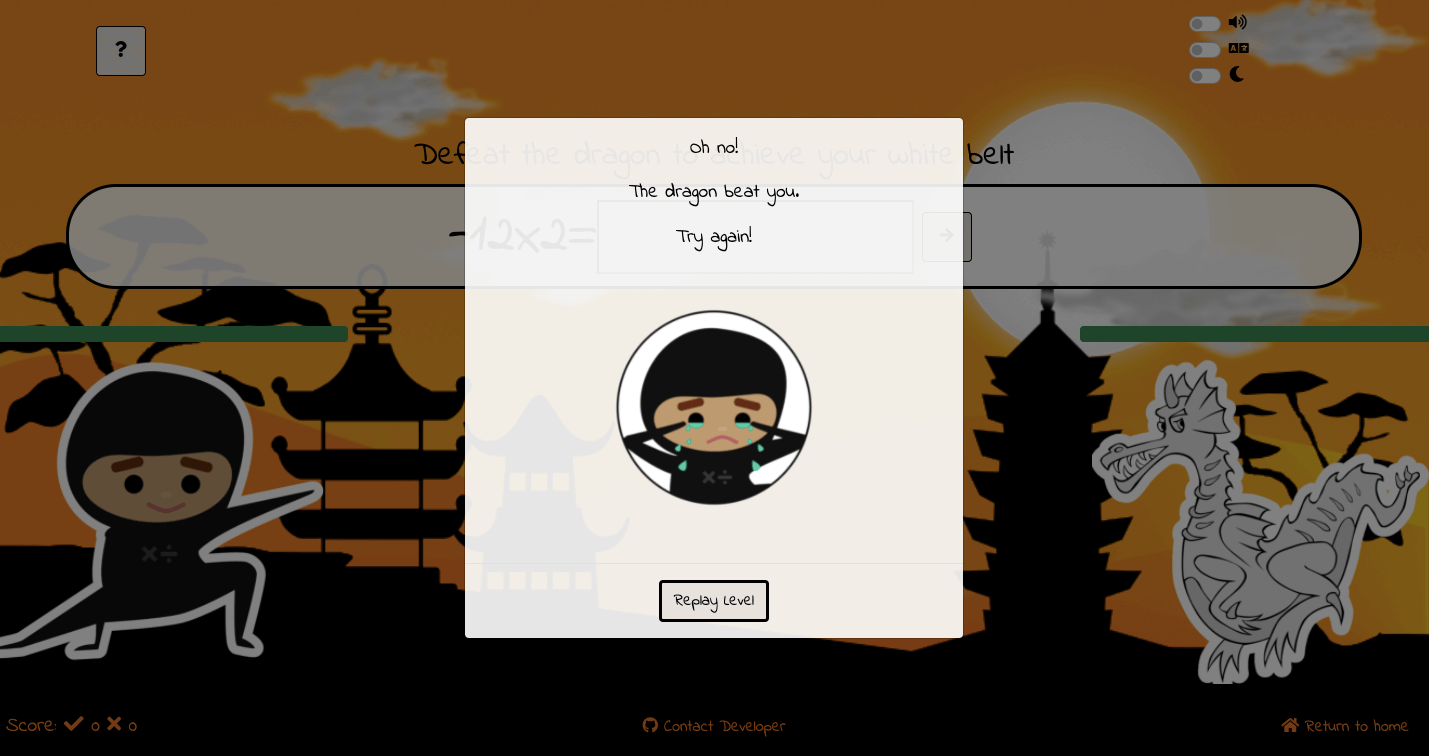 ?
Defeat the dragon to achieve your white belt
-12x2=
Oh no!
The dragon beat you.
Try again!
Replay Level
Score: 0 0
Contact Developer
Return to home